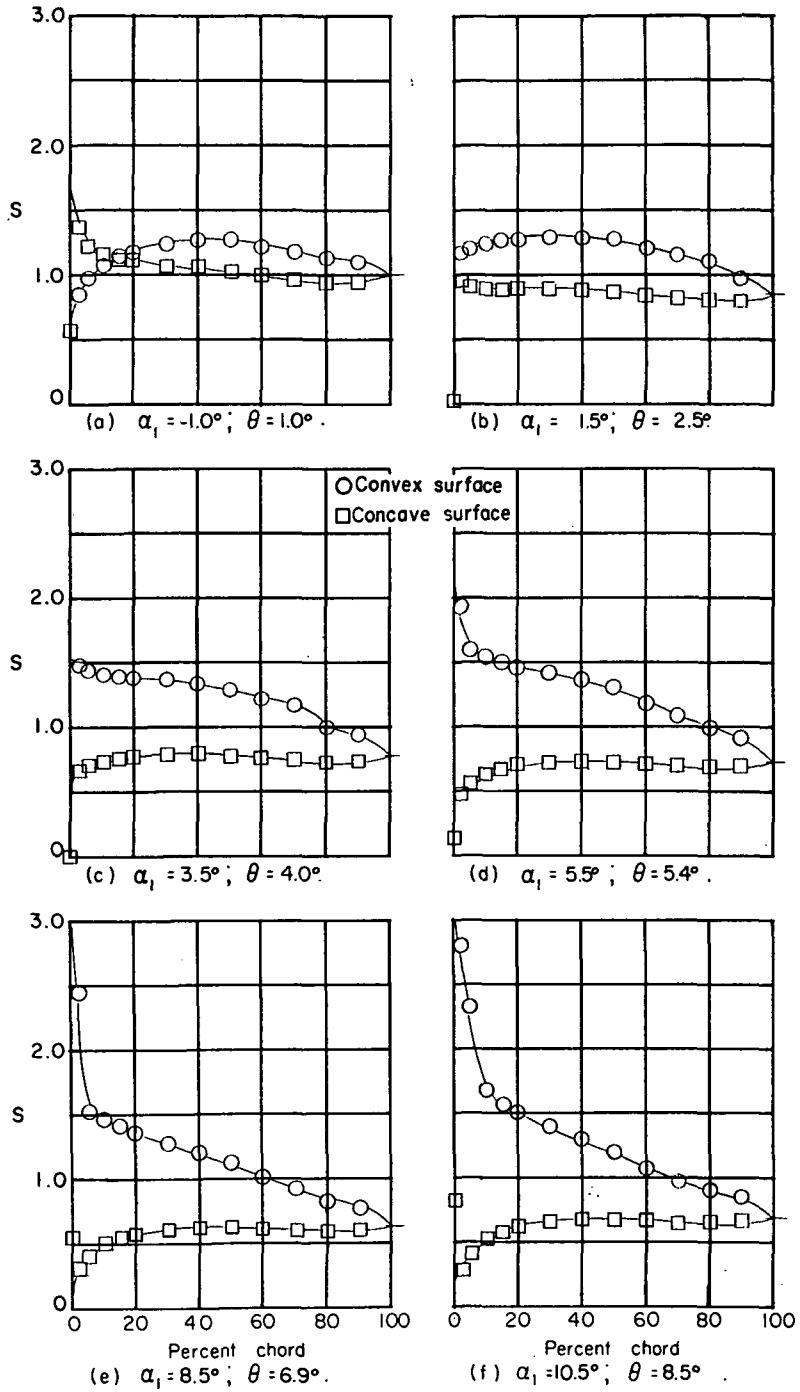 3.0
2.0
S
1.0
0
(a) α₁ = -1.0°; θ = 1.0°.
(b) α₁ = 1.5°; θ = 2.5°.
3.0
○ Convex surface
□ Concave surface
2.0
S
1.0
0
(c) α₁ = 3.5°; θ = 4.0°.
(d) α₁ = 5.5°; θ = 5.4°.
3.0
2.0
S
1.0
0
0 20 40 60 80 100
0 20 40 60 80 100
Percent chord
Percent chord
(e) α₁ = 8.5°; θ = 6.9°.
(f) α₁ = 10.5°; θ = 8.5°